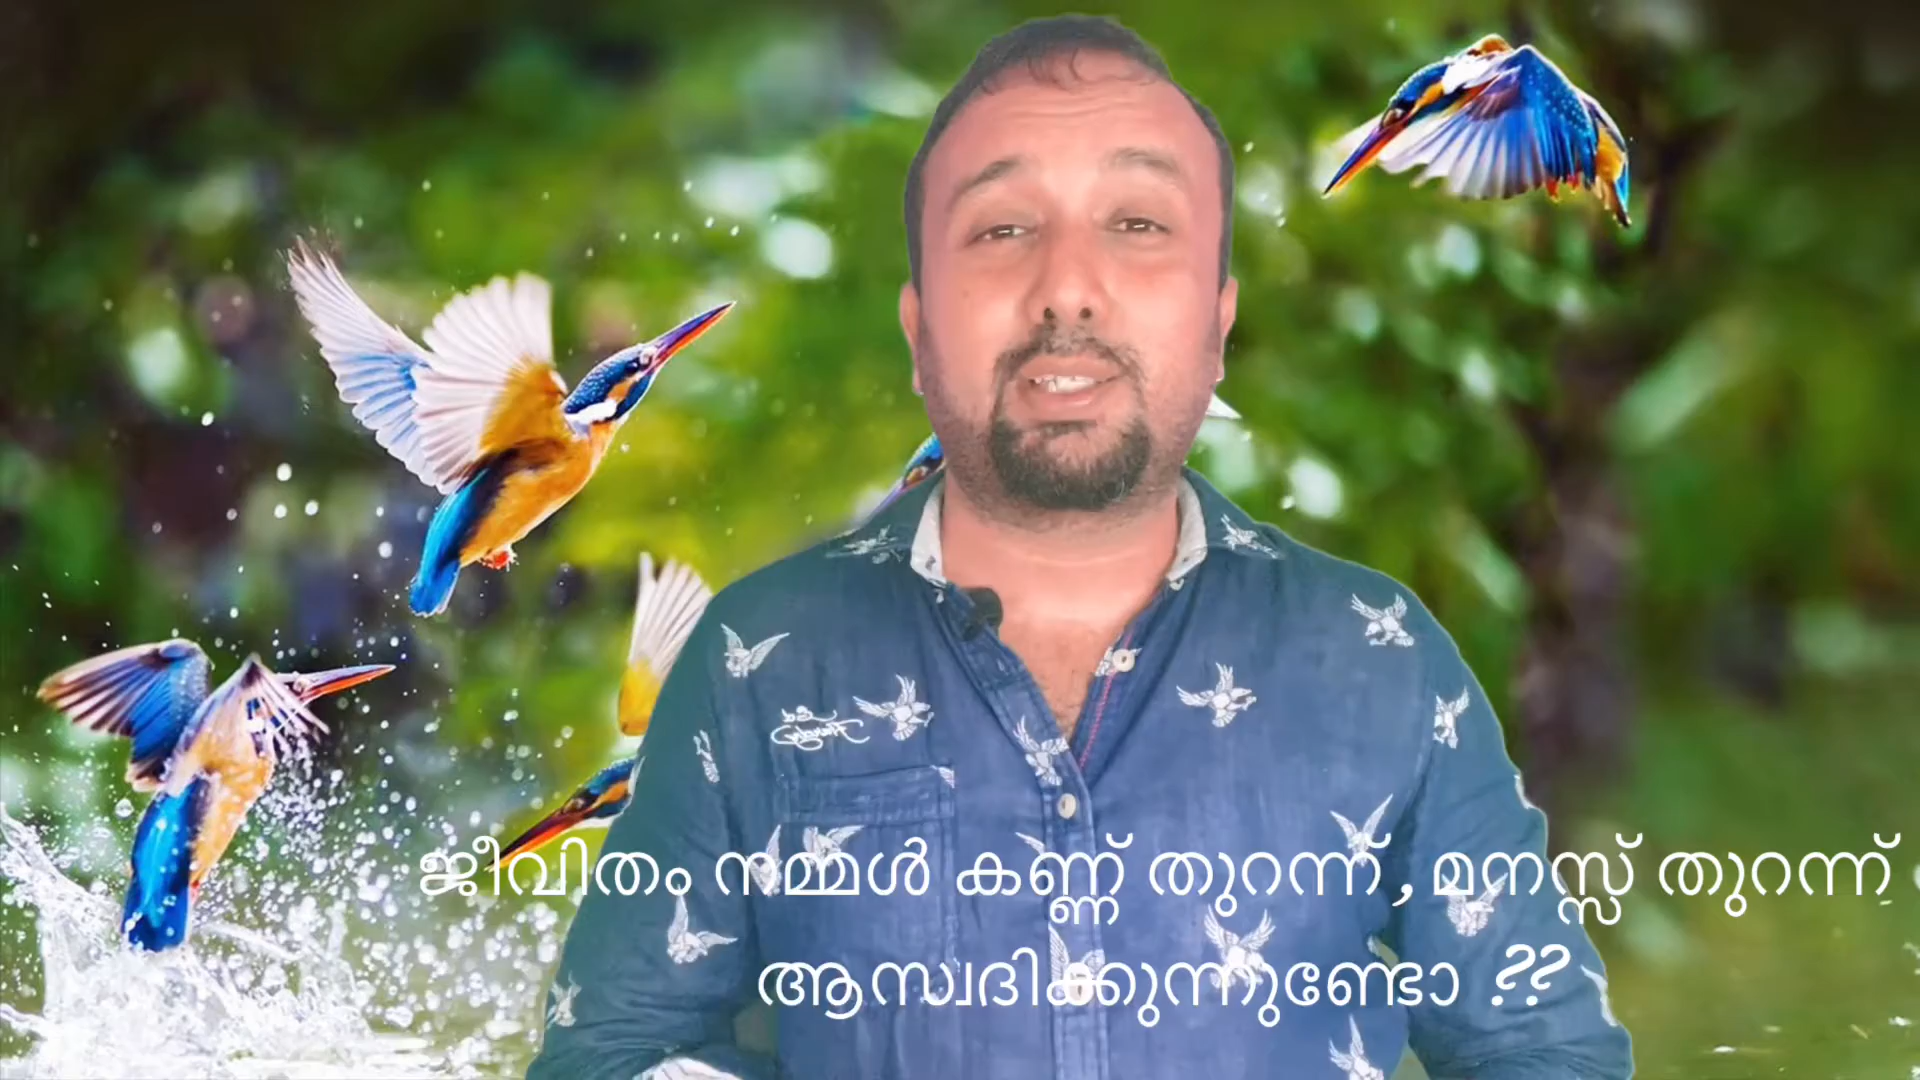 ജീവിതം നമ്മൾ കണ്ണ് തുറന്ന് , മനസ്സ് തുറന്ന്
ആസ്വദിക്കുന്നുണ്ടോ ??